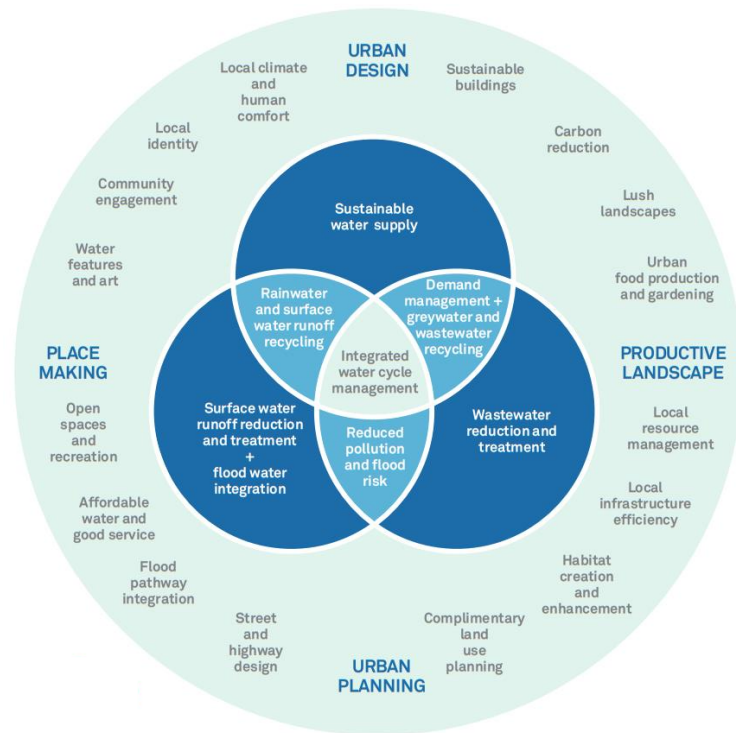 URBAN
DESIGN
Local climate
and
human
comfort
Sustainable
buildings
Local
identity
Carbon
reduction
Community
engagement
Lush
landscapes
Water
features
and art
Urban
food production
and gardening
Sustainable
water supply
Rainwater
and surface
water runoff
recycling
Demand
management +
greywater and
wastewater
recycling
Integrated
water cycle
management
PLACE
MAKING
PRODUCTIVE
LANDSCAPE
Surface water
runoff reduction
and treatment
+
flood water
integration
Reduced
pollution
and flood
risk
Wastewater
reduction and
treatment
Open
spaces and
recreation
Local
resource
management
Affordable
water and
good service
Local
infrastructure
efficiency
Flood
pathway
integration
Habitat
creation
and
enhancement
Street
and
highway
design
Complimentary
land
use
planning
URBAN
PLANNING